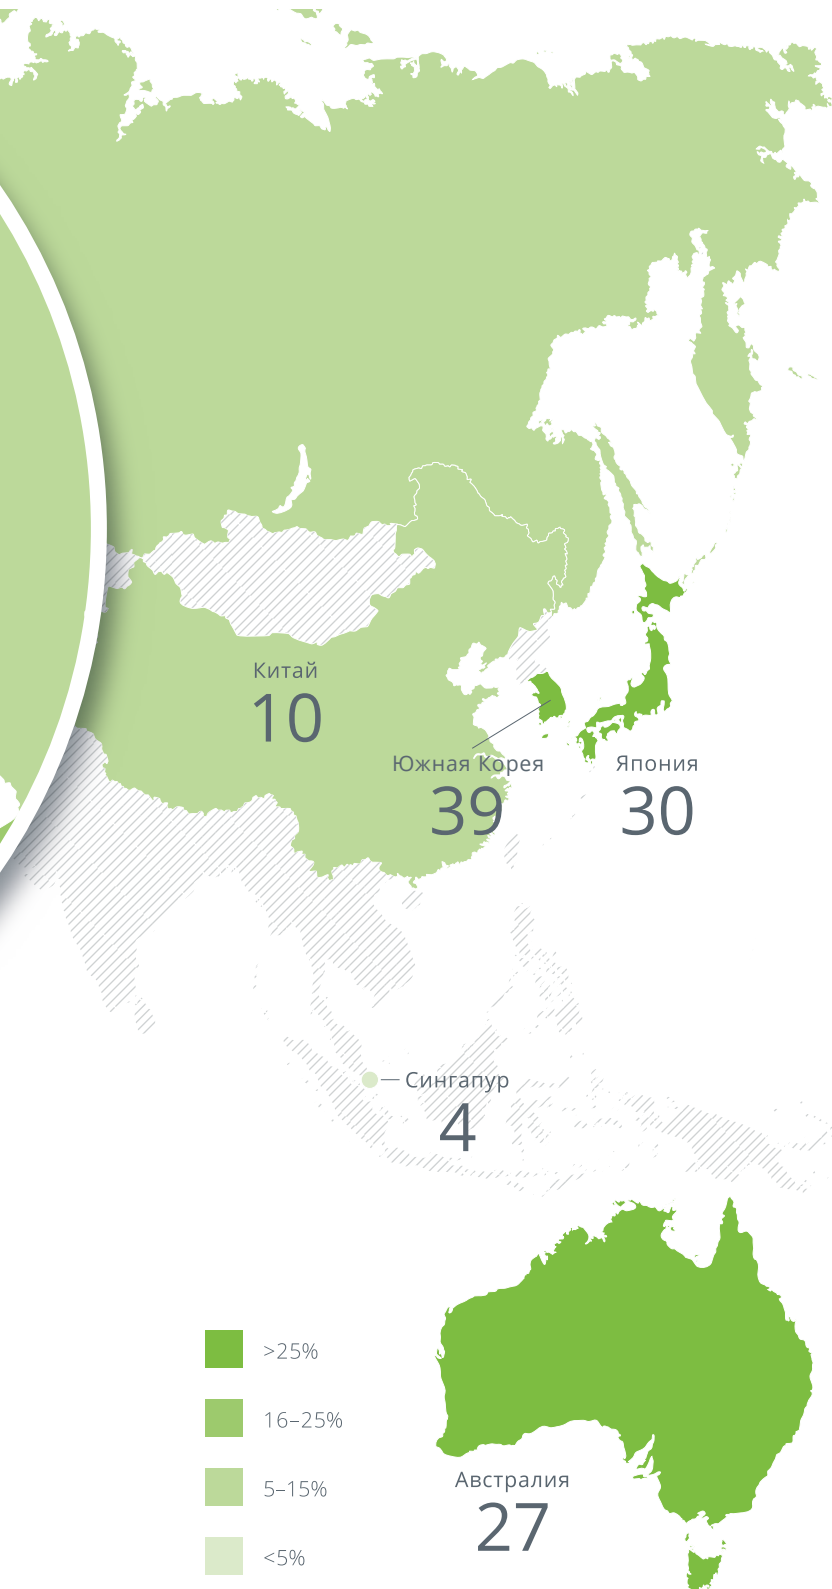 Китай
10
Южная Корея
39
Япония
30
Сингапур
4
>25%
16–25%
5–15%
<5%
Австралия
27